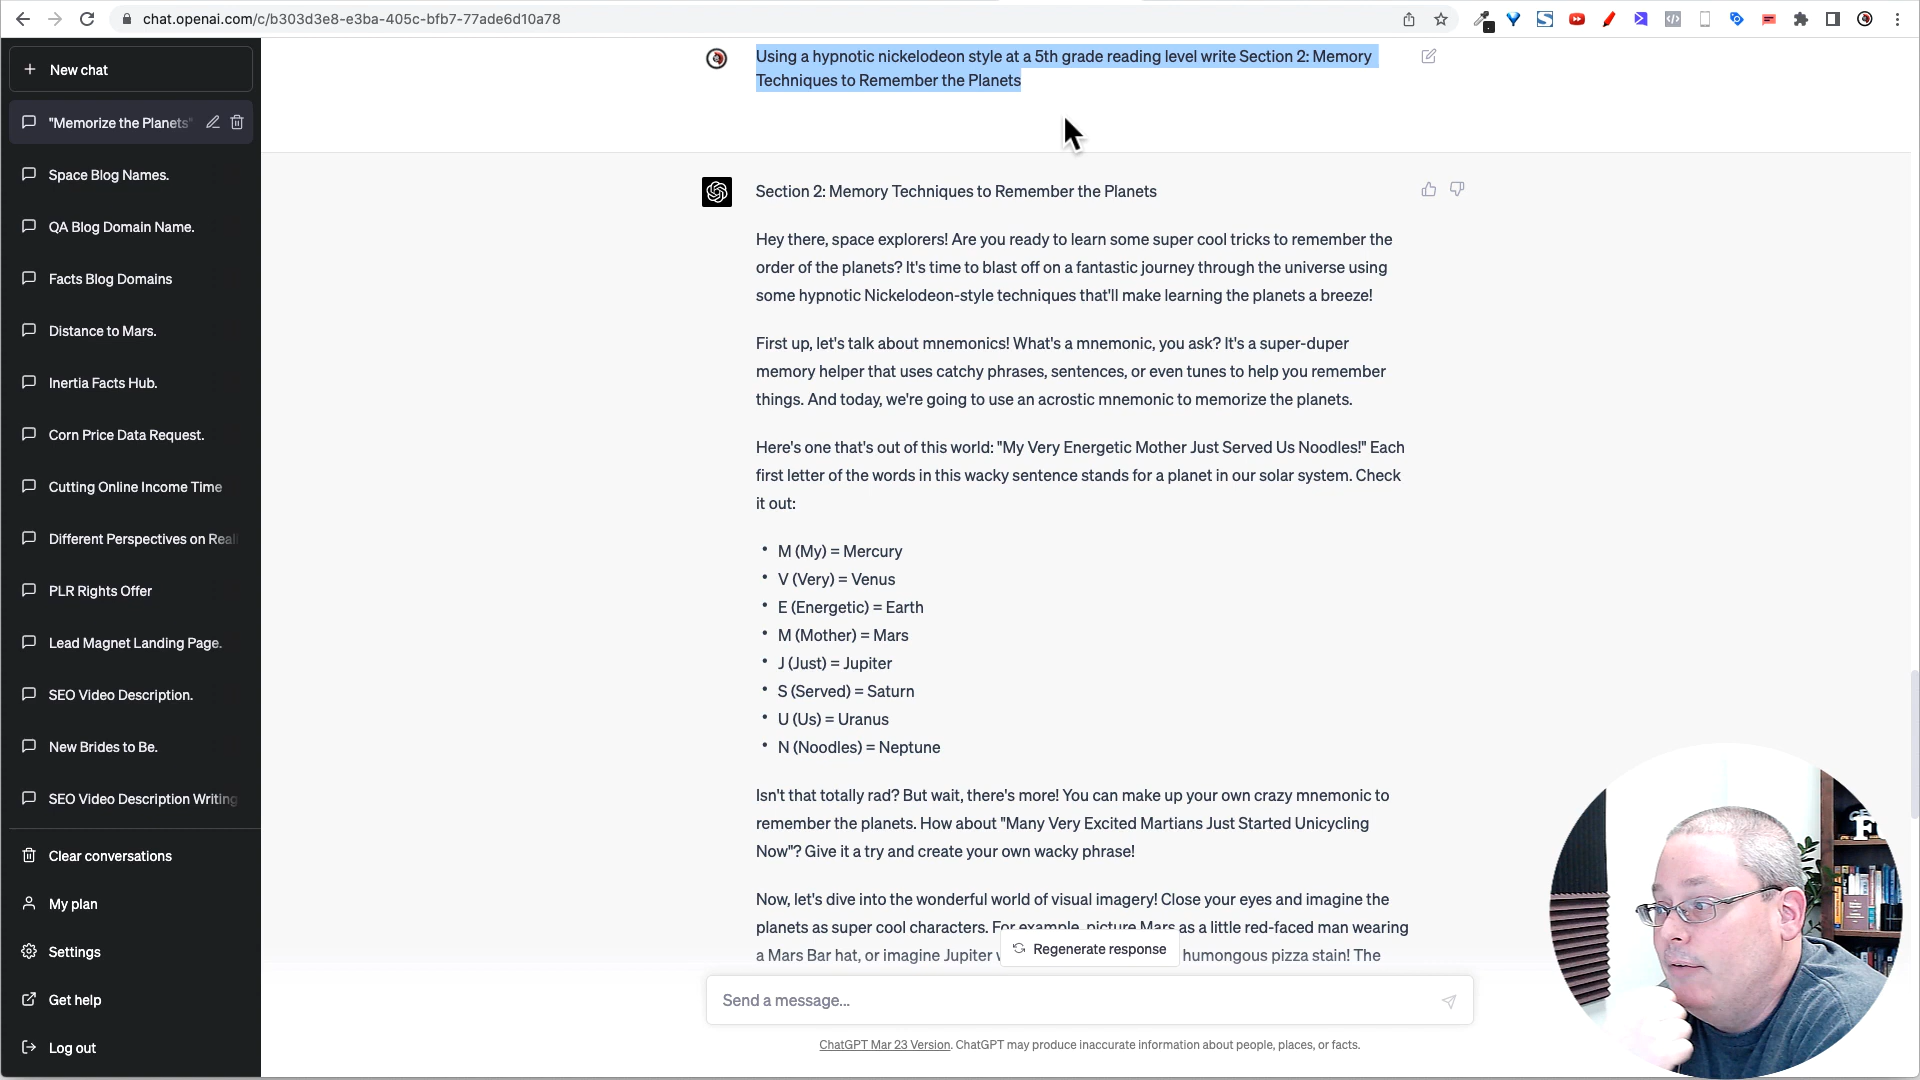 chat.openai.com/c/b303d3e8-e3ba-405c-bfb7-77ade6d10a78
New chat
"Memorize the Planets"
Space Blog Names.
QA Blog Domain Name.
Facts Blog Domains
Distance to Mars.
Inertia Facts Hub.
Corn Price Data Request.
Cutting Online Income Time
Different Perspectives on Reali
PLR Rights Offer
Lead Magnet Landing Page.
SEO Video Description.
New Brides to Be.
SEO Video Description Writing
Clear conversations
My plan
Settings
Get help
Log out
Using a hypnotic nickelodeon style at a 5th grade reading level write Section 2: Memory
Techniques to Remember the Planets
Section 2: Memory Techniques to Remember the Planets
Hey there, space explorers! Are you ready to learn some super cool tricks to remember the
order of the planets? It's time to blast off on a fantastic journey through the universe using
some hypnotic Nickelodeon-style techniques that'll make learning the planets a breeze!
First up, let's talk about mnemonics! What's a mnemonic, you ask? It's a super-duper
memory helper that uses catchy phrases, sentences, or even tunes to help you remember
things. And today, we're going to use an acrostic mnemonic to memorize the planets.
Here's one that's out of this world: "My Very Energetic Mother Just Served Us Noodles!" Each
first letter of the words in this wacky sentence stands for a planet in our solar system. Check
it out:
• M (My) = Mercury
• V (Very) = Venus
• E (Energetic) = Earth
• M (Mother) = Mars
• J (Just) = Jupiter
• S (Served) = Saturn
• U (Us) = Uranus
• N (Noodles) = Neptune
Isn't that totally rad? But wait, there's more! You can make up your own crazy mnemonic to
remember the planets. How about "Many Very Excited Martians Just Started Unicycling
Now"? Give it a try and create your own wacky phrase!
Now, let's dive into the wonderful world of visual imagery! Close your eyes and imagine the
planets as super cool characters. For example, picture Mars as a little red-faced man wearing
a Mars Bar hat, or imagine Jupiter humongous pizza stain! The
Regenerate response
Send a message...
ChatGPT Mar 23 Version. ChatGPT may produce inaccurate information about people, places, or facts.